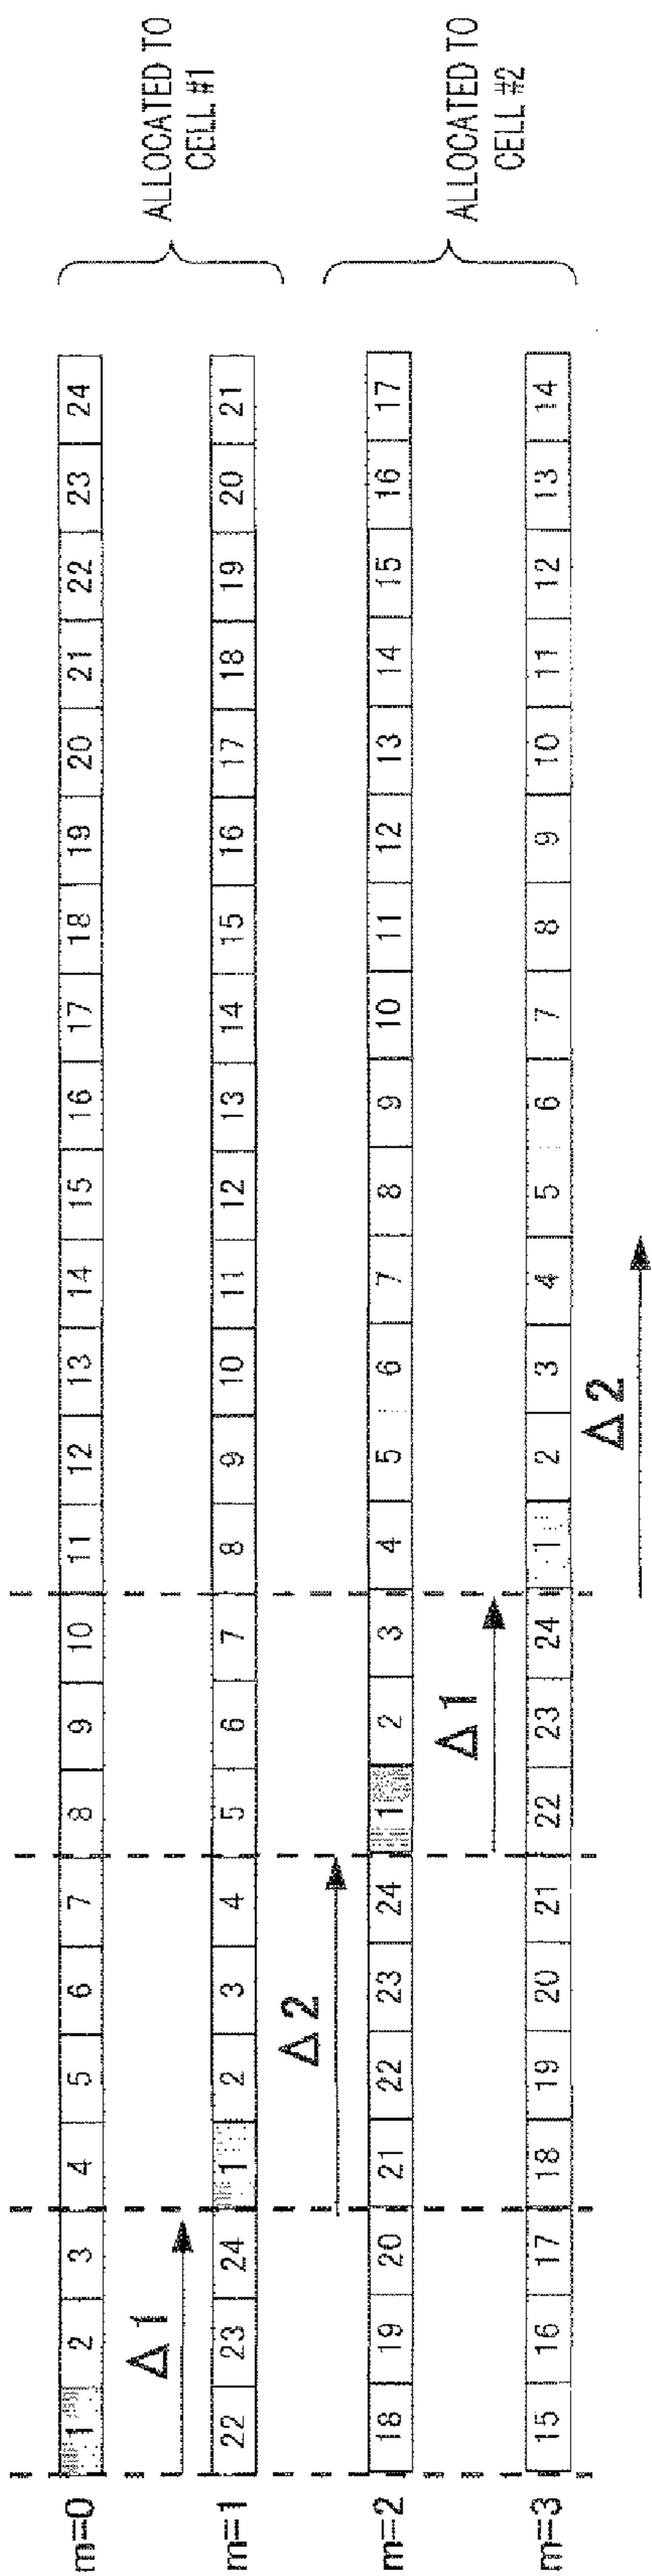 m=0 1 2 3 4 5 6 7 8 9 10 11 12 13 14 15 16 17 18 19 20 21 22 23 24
Δ1
m=1 22 23 24 1 2 3 4 5 6 7 8 9 10 11 12 13 14 15 16 17 18 19 20 21
ALLOCATED TO
CELL #1
Δ2
m=2 18 19 20 21 22 23 24 1 2 3 4 5 6 7 8 9 10 11 12 13 14 15 16 17
Δ1
m=3 15 16 17 18 19 20 21 22 23 24 1 2 3 4 5 6 7 8 9 10 11 12 13 14
ALLOCATED TO
CELL #2
Δ2